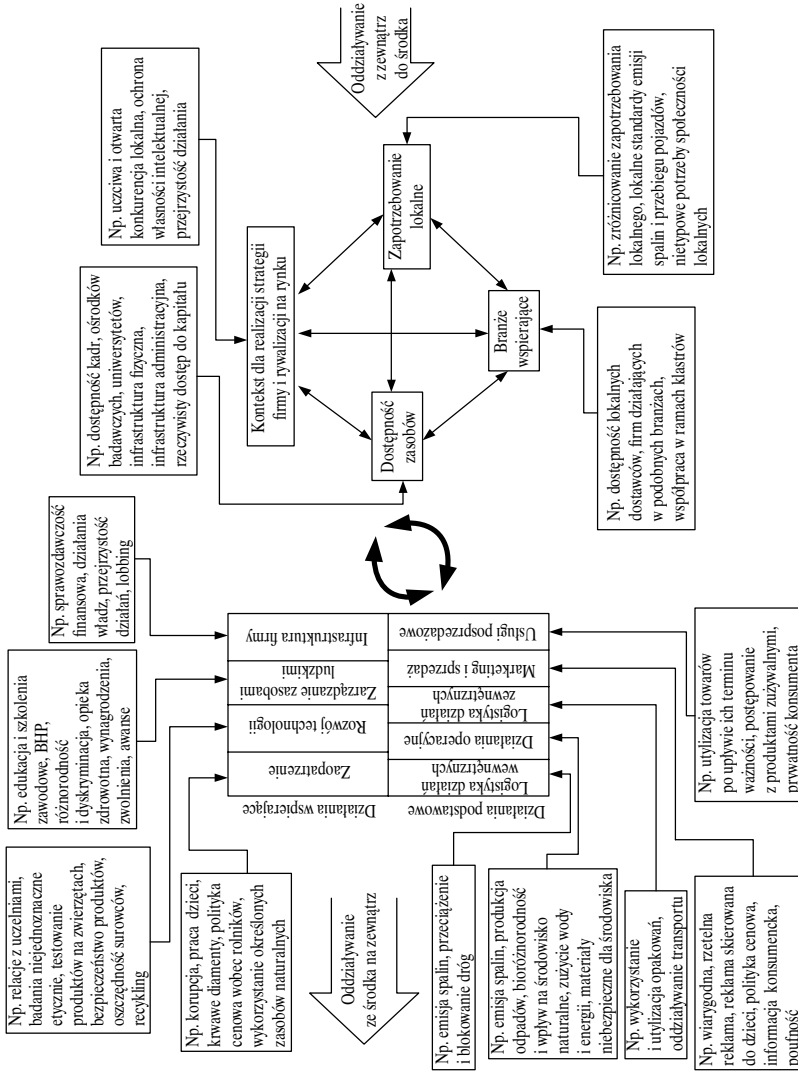 Np. relacje z uczelniami,
badania niejednoznaczne
etycznie, testowanie
produktów na zwierzętach,
bezpieczeństwo produktów,
oszczędność surowców,
recykling
Np. edukacja i szkolenia
zawodowe, BHP,
różnorodność
i dyskryminacja, opieka
zdrowotna, wynagrodzenia,
zwolnienia, awanse
Np. sprawozdawczość
finansowa, działania
władz, przejrzystość
działań, lobbing
Np. korupcja, praca dzieci,
krwawe diamenty, polityka
cenowa wobec rolników,
wykorzystanie określonych
zasobów naturalnych
Oddziaływanie
ze środka na zewnątrz
Działania wspierające
Zaopatrzenie
Rozwój technologii
Zarządzanie zasobami
ludzkimi
Infrastruktura firmy
Działania podstawowe
Logistyka działań
wewnętrznych
Działania operacyjne
Logistyka działań
zewnętrznych
Marketing i sprzedaż
Usługi posprzedażowe
Np. emisja spalin, przeciążenie
i blokowanie dróg
Np. emisja spalin, produkcja
odpadów, bioróżnorodność
i wpływ na środowisko
naturalne, zużycie wody
i energii, materiały
niebezpieczne dla środowiska
Np. wykorzystanie
i utylizacja opakowań,
oddziaływanie transportu
Np. wiarygodna, rzetelna
reklama, reklama skierowana
do dzieci, polityka cenowa,
informacja konsumencka,
poufność
Np. utylizacja towarów
po upływie ich terminu
ważności, postępowanie
z produktami zużywalnymi,
prywatność konsumenta
Np. dostępność kadr, ośrodków
badawczych, uniwersytetów,
infrastruktura fizyczna,
infrastruktura administracyjna,
rzeczywisty dostęp do kapitału
Np. uczciwa i otwarta
konkurencja lokalna, ochrona
własności intelektualnej,
przejrzystość działania
Kontekst dla realizacji strategii
firmy i rywalizacji na rynku
Dostępność
zasobów
Zapotrzebowanie
lokalne
Branże
wspierające
Oddziaływanie
z zewnątrz
do środka
Np. dostępność lokalnych
dostawców, firm działających
w podobnych branżach,
współpraca w ramach klastrów
Np. zróżnicowanie zapotrzebowania
lokalnego, lokalne standardy emisji
spalin i przebiegu pojazdów,
nietypowe potrzeby społeczności
lokalnych